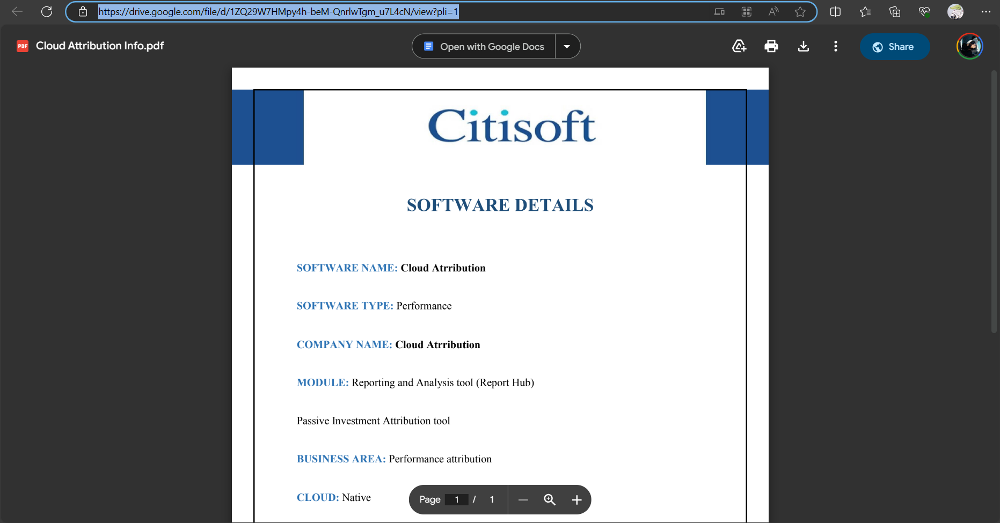 https://drive.google.com/file/d/1ZQ29W7HMpy4h-beM-QnrlwTgm_u7L4cN/view?pli=1
PDF Cloud Attribution Info.pdf
Open with Google Docs
Share
Citisoft
SOFTWARE DETAILS
SOFTWARE NAME: Cloud Atrribution
SOFTWARE TYPE: Performance
COMPANY NAME: Cloud Atrribution
MODULE: Reporting and Analysis tool (Report Hub)
Passive Investment Attribution tool
BUSINESS AREA: Performance attribution
CLOUD: Native
Page 1 / 1